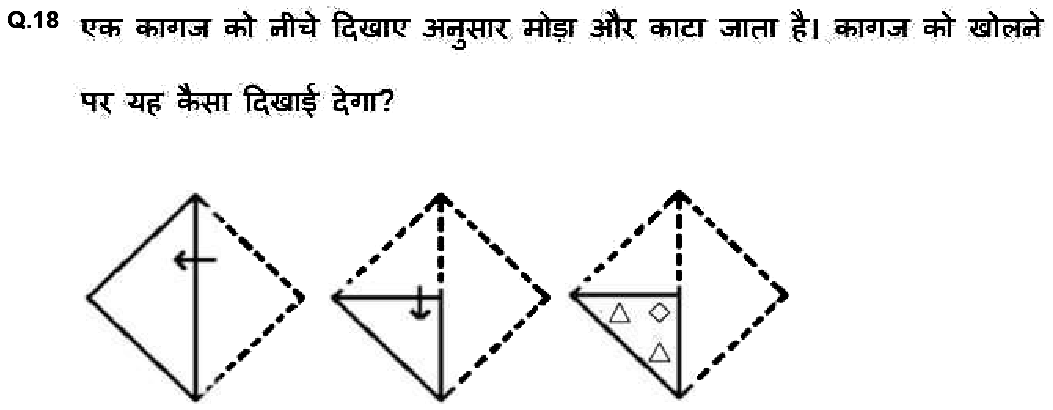 Q.18 एक कागज को नीचे दिखाए अनुसार मोड़ा और काटा जाता है। कागज को खोलने
पर यह कैसा दिखाई देगा?